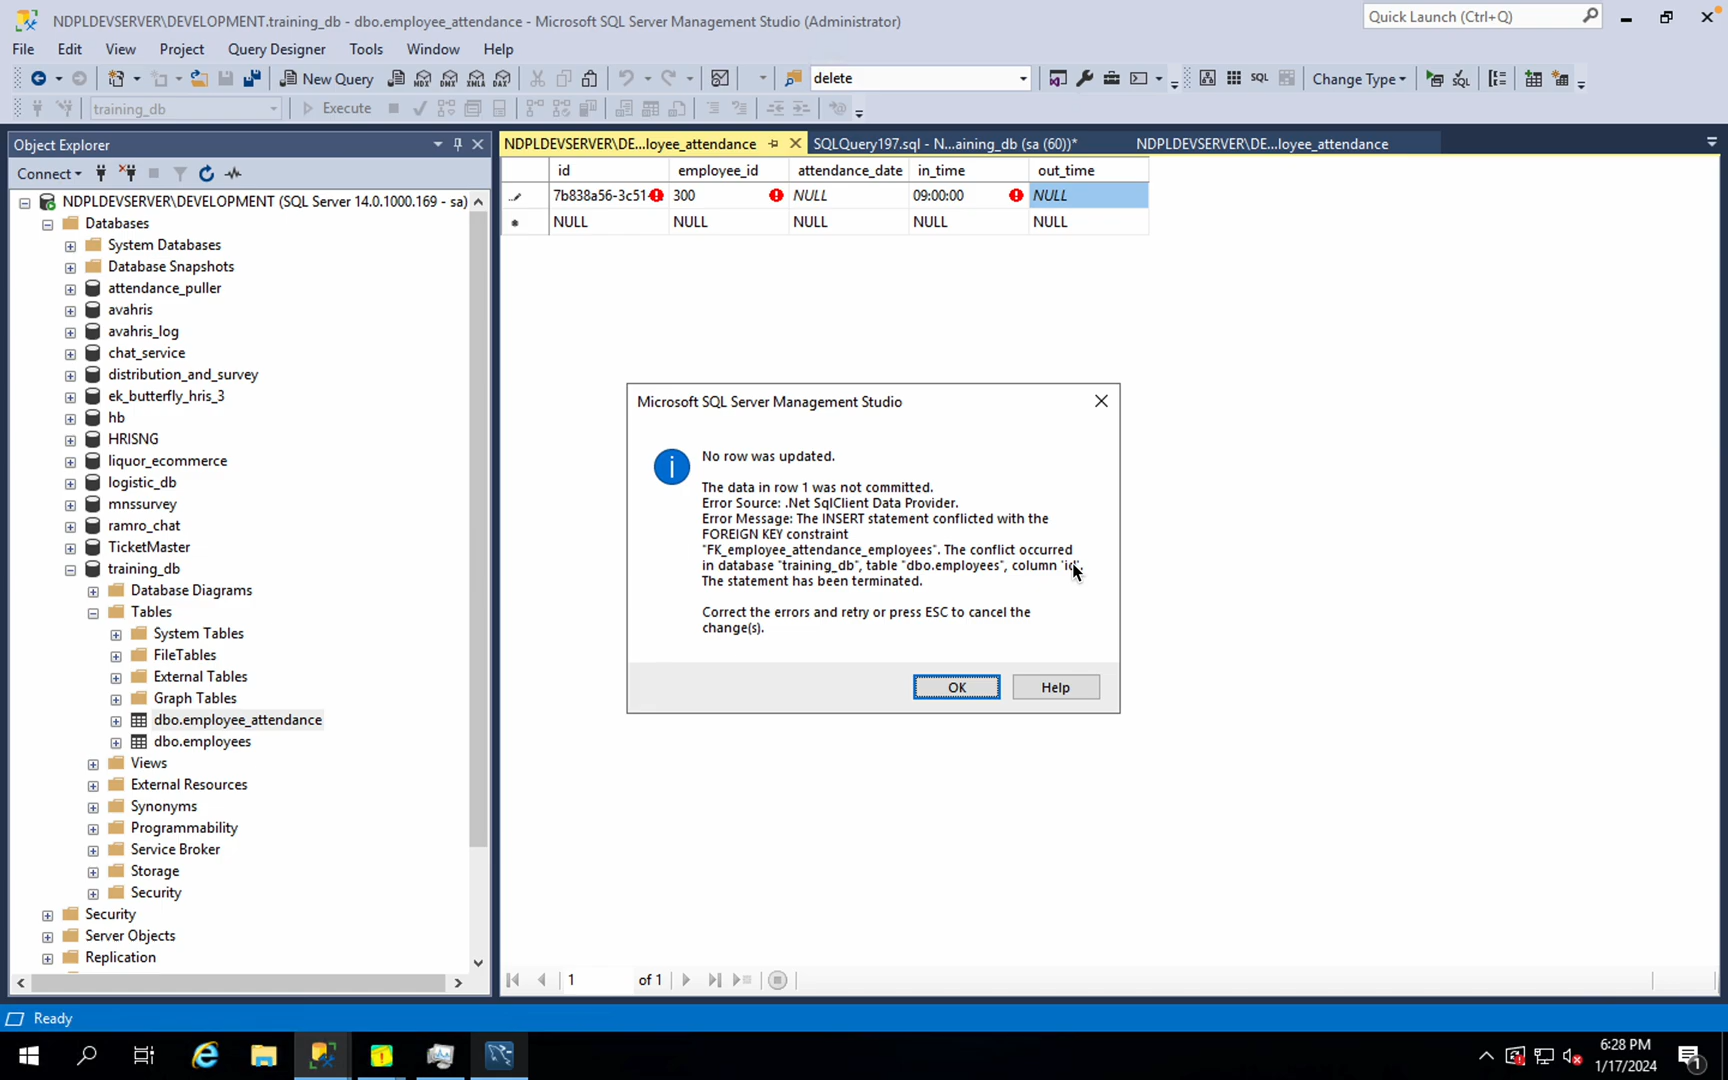 NDPLDEVSERVER\DEVELOPMENT.training_db - dbo.employee_attendance - Microsoft SQL Server Management Studio (Administrator)
Quick Launch (Ctrl+Q)
File Edit View Project Query Designer Tools Window Help
New Query
MDX DMX XMLA DAX
delete
SQL
Change Type
training_db
Execute
Object Explorer
Connect
NDPLDEVSERVER\DEVELOPMENT (SQL Server 14.0.1000.169 - sa)
Databases
System Databases
Database Snapshots
attendance_puller
avahris
avahris_log
chat_service
distribution_and_survey
ek_butterfly_hris_3
hb
HRISNG
liquor_ecommerce
logistic_db
mnssurvey
ramro_chat
TicketMaster
training_db
Database Diagrams
Tables
System Tables
FileTables
External Tables
Graph Tables
dbo.employee_attendance
dbo.employees
Views
External Resources
Synonyms
Programmability
Service Broker
Storage
Security
Security
Server Objects
Replication
NDPLDEVSERVER\DE...loyee_attendance
SQLQuery197.sql - N...aining_db (sa (60))*
NDPLDEVSERVER\DE...loyee_attendance
id employee_id attendance_date in_time out_time
7b838a56-3c51 300 NULL 09:00:00 NULL
NULL NULL NULL NULL NULL
Microsoft SQL Server Management Studio
No row was updated.
The data in row 1 was not committed.
Error Source: .Net SqlClient Data Provider.
Error Message: The INSERT statement conflicted with the
FOREIGN KEY constraint
"FK_employee_attendance_employees". The conflict occurred
in database "training_db", table "dbo.employees", column 'id'.
The statement has been terminated.
Correct the errors and retry or press ESC to cancel the
change(s).
OK
Help
1 of 1
Ready
6:28 PM
1/17/2024
1